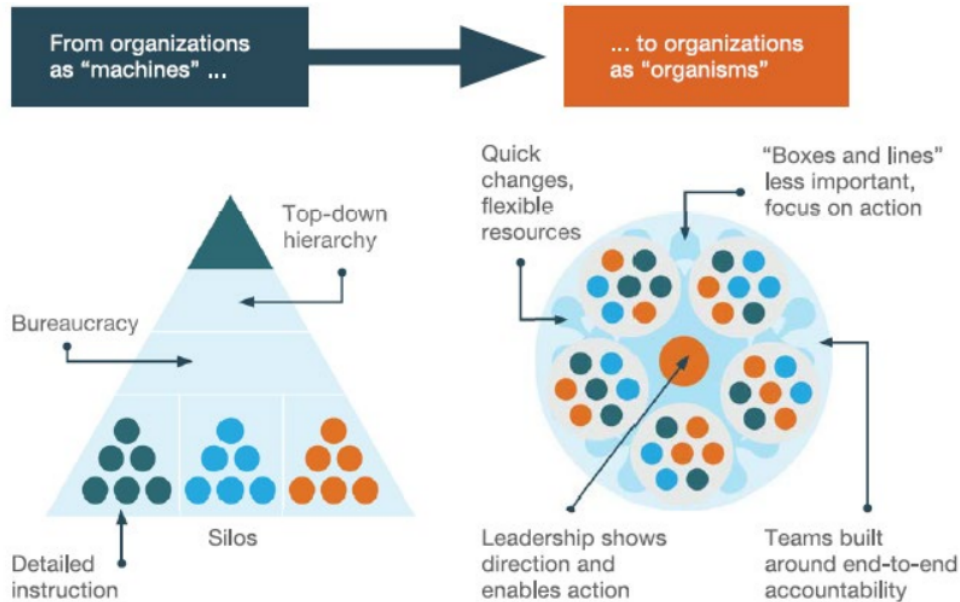 From organizations
as “machines” ...
... to organizations
as “organisms”
Top-down
hierarchy
Bureaucracy
Silos
Detailed
instruction
Quick
changes,
flexible
resources
“Boxes and lines”
less important,
focus on action
Leadership shows
direction and
enables action
Teams built
around end-to-end
accountability